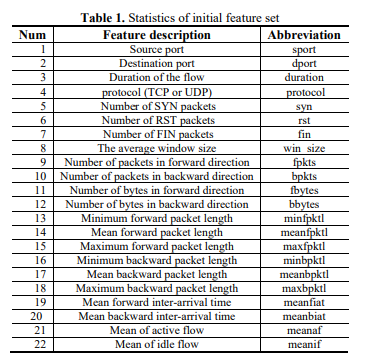 Table 1. Statistics of initial feature set
Num Feature description Abbreviation
1 Source port sport
2 Destination port dport
3 Duration of the flow duration
4 protocol (TCP or UDP) protocol
5 Number of SYN packets syn
6 Number of RST packets rst
7 Number of FIN packets fin
8 The average window size win size
9 Number of packets in forward direction fpkts
10 Number of packets in backward direction bpkts
11 Number of bytes in forward direction fbytes
12 Number of bytes in backward direction bbytes
13 Minimum forward packet length minfpktl
14 Mean forward packet length meanfpktl
15 Maximum forward packet length maxfpktl
16 Minimum backward packet length minbpktl
17 Mean backward packet length meanbpktl
18 Maximum backward packet length maxbpktl
19 Mean forward inter-arrival time meanfiat
20 Mean backward inter-arrival time meanbiat
21 Mean of active flow meanaf
22 Mean of idle flow meanif